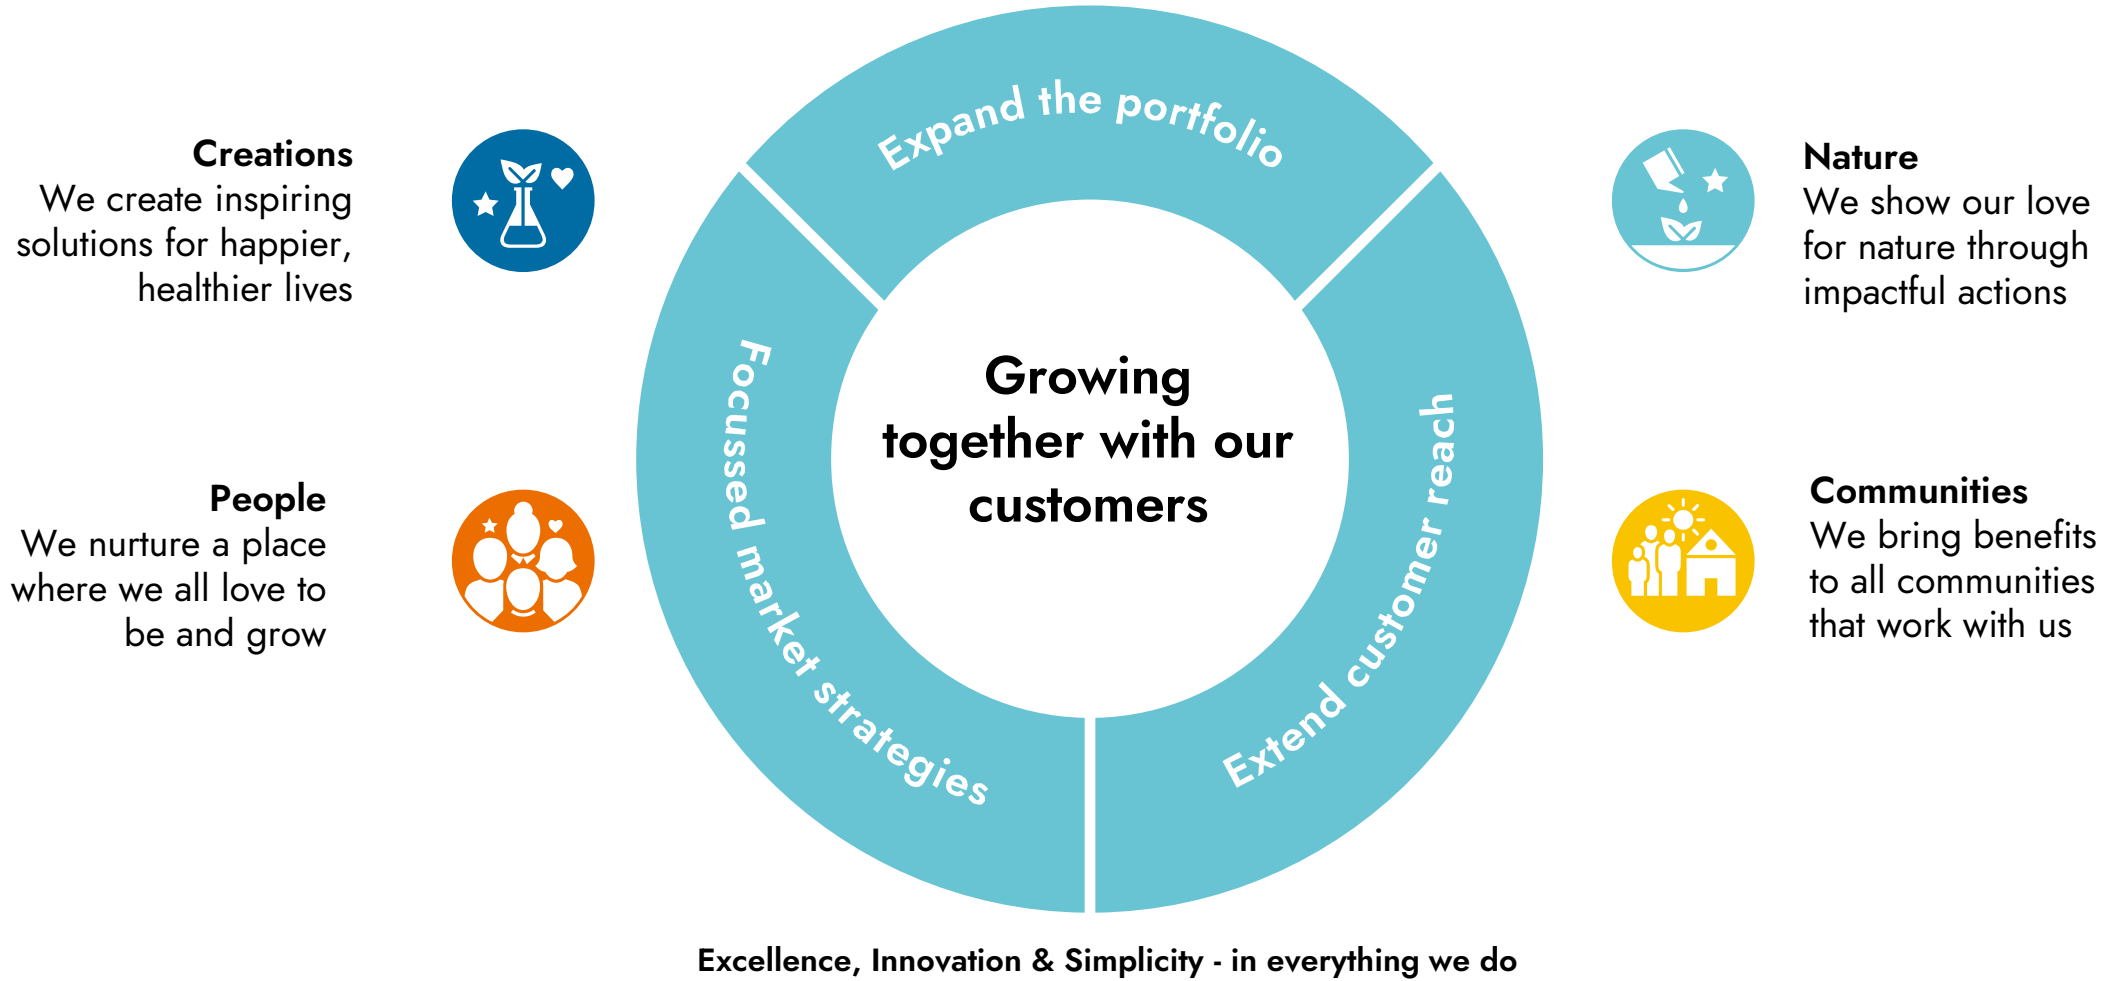 Creations
We create inspiring
solutions for happier,
healthier lives
People
We nurture a place
where we all love to
be and grow
Expand the portfolio
Focussed market strategies
Extend customer reach
Growing
together with our
customers
Nature
We show our love
for nature through
impactful actions
Communities
We bring benefits
to all communities
that work with us
Excellence, Innovation & Simplicity - in everything we do